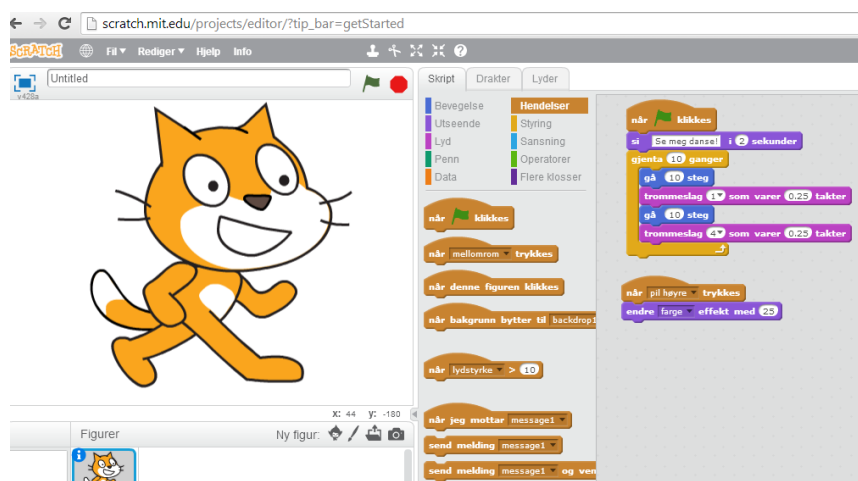 scratch.mit.edu/projects/editor/?tip_bar=getStarted
SCRATCH Fil Rediger Hjelp Info
Untitled
v428a
Skript Drakter Lyder
Bevegelse Hendelser
Utseende Styring
Lyd Sansning
Penn Operatorer
Data Flere klosser
når klikkes
når mellomrom trykkes
når denne figuren klikkes
når bakgrunn bytter til backdrop1
når lydstyrke > 10
når jeg mottar message1
send melding message1
send melding message1 og ven
når klikkes
si Se meg danse! i 2 sekunder
gjenta 10 ganger
gå 10 steg
trommeslag 1 som varer 0.25 takter
gå 10 steg
trommeslag 4 som varer 0.25 takter
når pil høyre trykkes
endre farge effekt med 25
x: 44 y: -180
Figurer Ny figur: